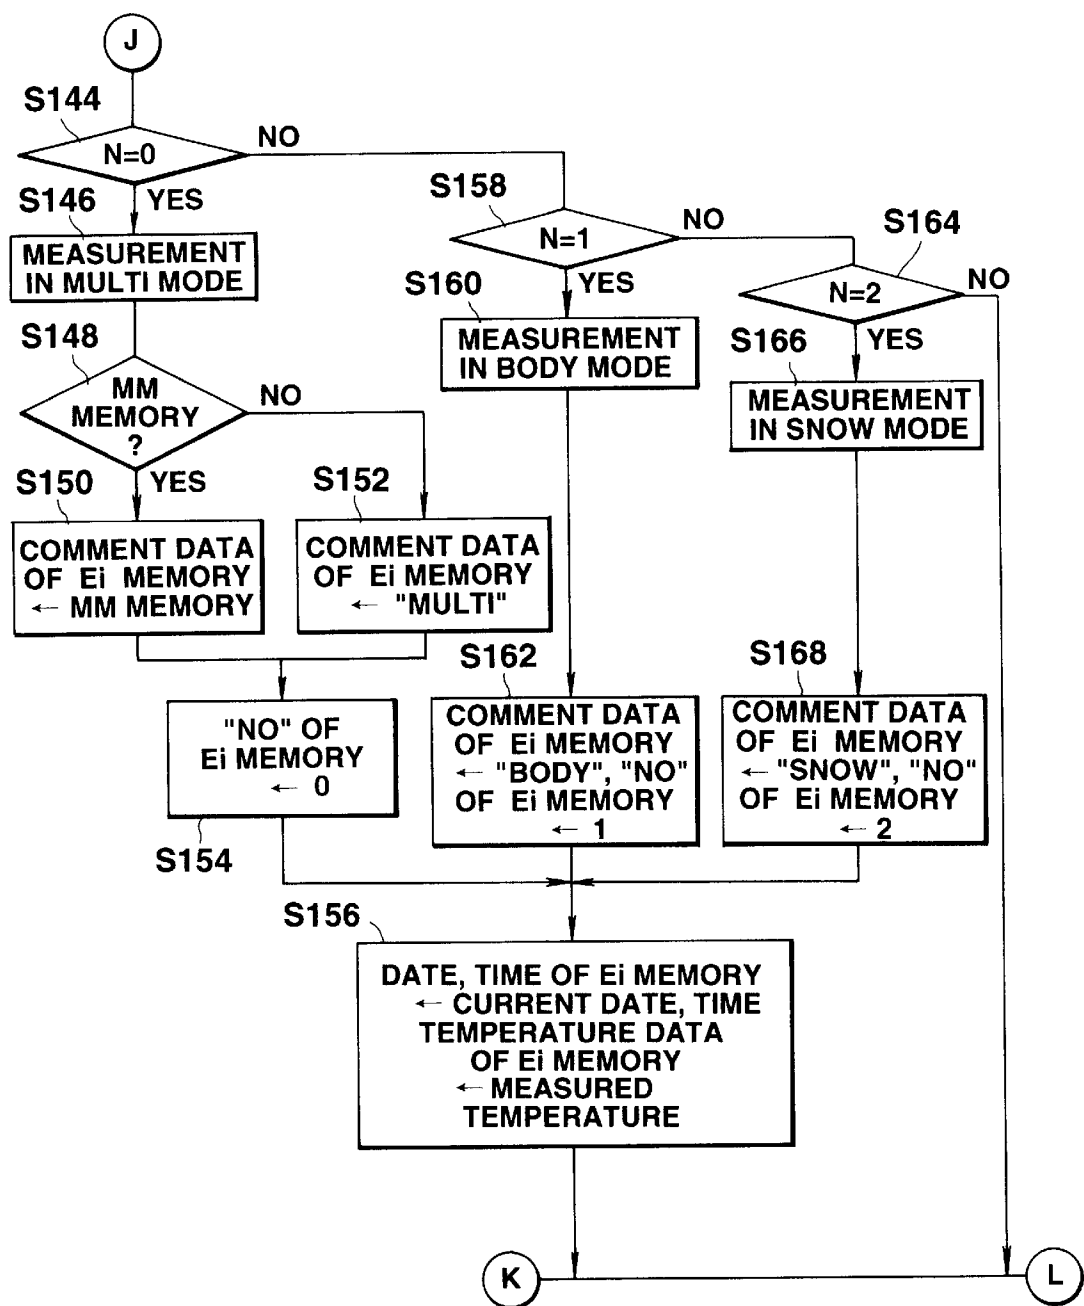 J
S144
N=0
NO
YES
S146
MEASUREMENT
IN MULTI MODE
S148
MM
MEMORY
?
NO
YES
S150
COMMENT DATA
OF Ei MEMORY
← MM MEMORY
S152
COMMENT DATA
OF Ei MEMORY
← "MULTI"
"NO" OF
Ei MEMORY
← 0
S154
S158
N=1
NO
YES
S160
MEASUREMENT
IN BODY MODE
S162
COMMENT DATA
OF Ei MEMORY
← "BODY", "NO"
OF Ei MEMORY
← 1
S164
N=2
NO
YES
S166
MEASUREMENT
IN SNOW MODE
S168
COMMENT DATA
OF Ei MEMORY
← "SNOW", "NO"
OF Ei MEMORY
← 2
S156
DATE, TIME OF Ei MEMORY
← CURRENT DATE, TIME
TEMPERATURE DATA
OF Ei MEMORY
← MEASURED
TEMPERATURE
K
L